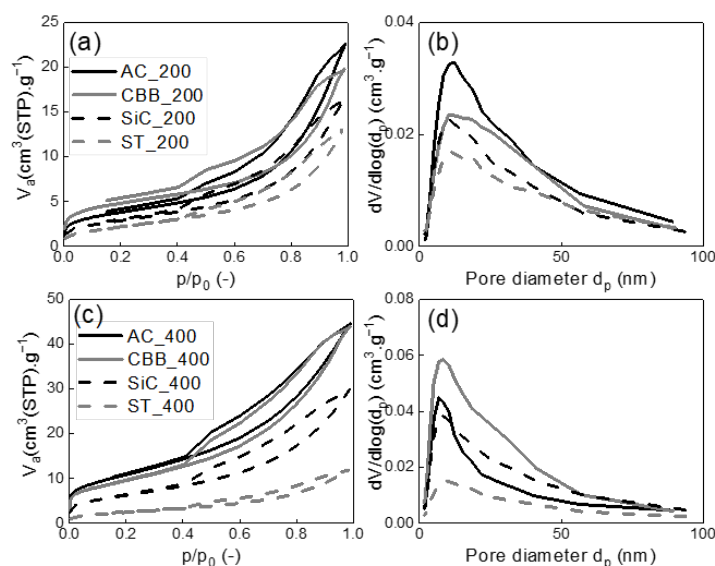 (a)
AC_200
CBB_200
SiC_200
ST_200
Va(cm3(STP).g-1)
25
20
15
10
5
0
0.0 0.2 0.4 0.6 0.8 1.0
p/p0 (-)
(b)
dV/dlog(dp) (cm3.g-1)
0.04
0.02
0.00
0 50 100
Pore diameter dp (nm)
(c)
AC_400
CBB_400
SiC_400
ST_400
Va(cm3(STP).g-1)
50
40
30
20
10
0
0.0 0.2 0.4 0.6 0.8 1.0
p/p0 (-)
(d)
dV/dlog(dp) (cm3.g-1)
0.08
0.06
0.04
0.02
0.00
0 50 100
Pore diameter dp (nm)